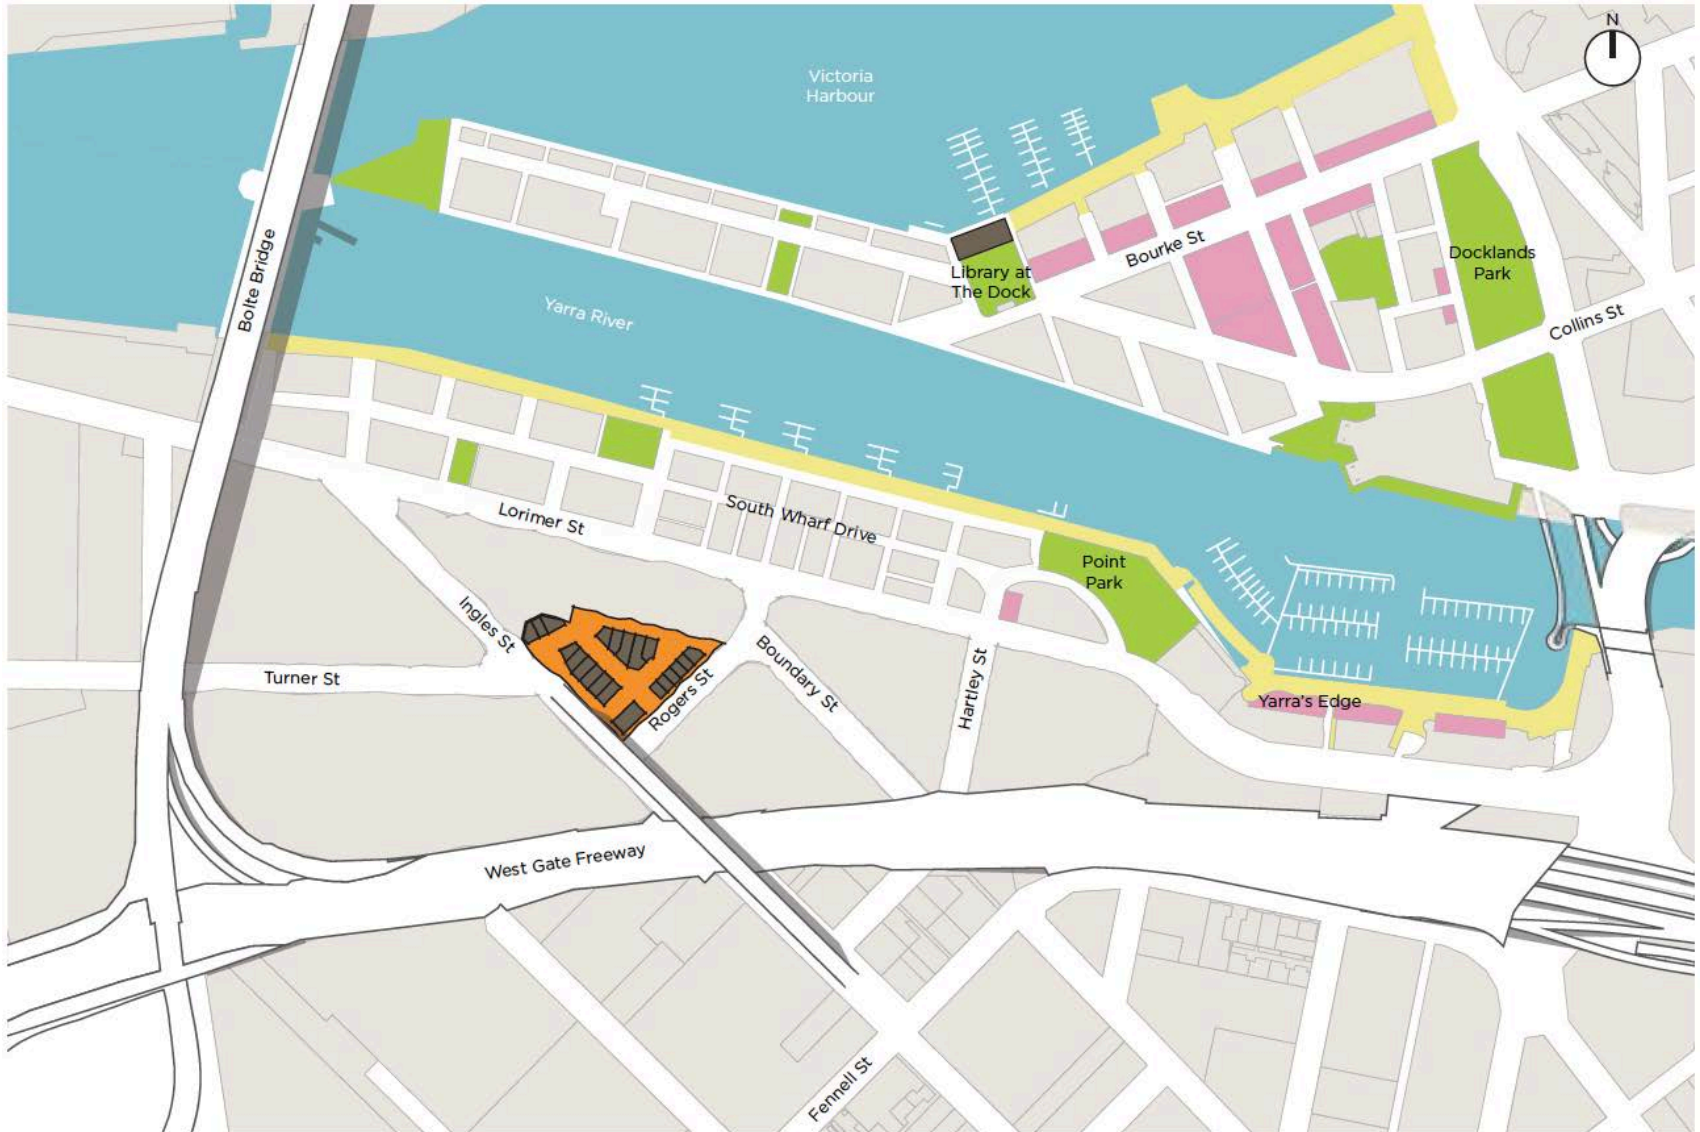 N
Victoria
Harbour
Bolte Bridge
Yarra River
Library at
The Dock
Bourke St
Docklands
Park
Collins St
Lorimer St
South Wharf Drive
Point
Park
Ingles St
Turner St
Rogers St
Boundary St
Hartley St
Yarra's Edge
West Gate Freeway
Fennell St